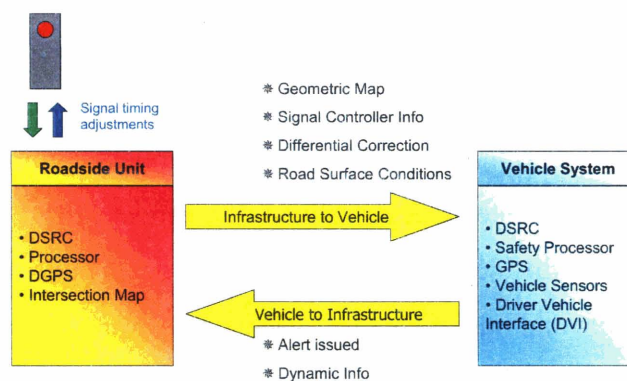 Signal timing
adjustments
⁕ Geometric Map
⁕ Signal Controller Info
⁕ Differential Correction
⁕ Road Surface Conditions
Roadside Unit
• DSRC
• Processor
• DGPS
• Intersection Map
Infrastructure to Vehicle
Vehicle to Infrastructure
⁕ Alert issued
⁕ Dynamic Info
Vehicle System
• DSRC
• Safety Processor
• GPS
• Vehicle Sensors
• Driver Vehicle
Interface (DVI)